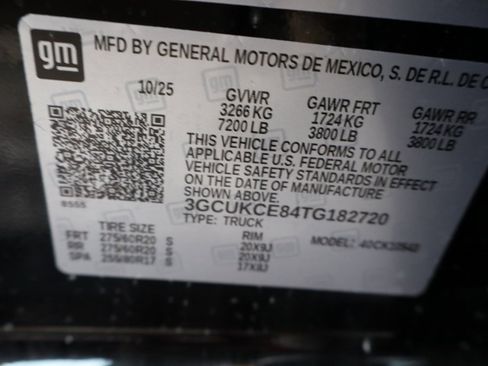 gm
MFD BY GENERAL MOTORS DE MEXICO, S. DE R.L. DE C
10/25
GVWR GAWR FRT GAWR RR
3266 KG 1724 KG 1724 KG
7200 LB 3800 LB 3800 LB
THIS VEHICLE CONFORMS TO ALL
APPLICABLE U.S. FEDERAL MOTOR
VEHICLE SAFETY STANDARDS IN EFFECT
ON THE DATE OF MANUFACTURE
SHOWN ABOVE.
3GCUKCE84TG182720
TYPE: TRUCK MODEL:
TIRE SIZE RIM
FRT 275/60R20 S 20X9J
RR 275/60R20 S 20X9J
SPA 255/80R17 S 17X8J